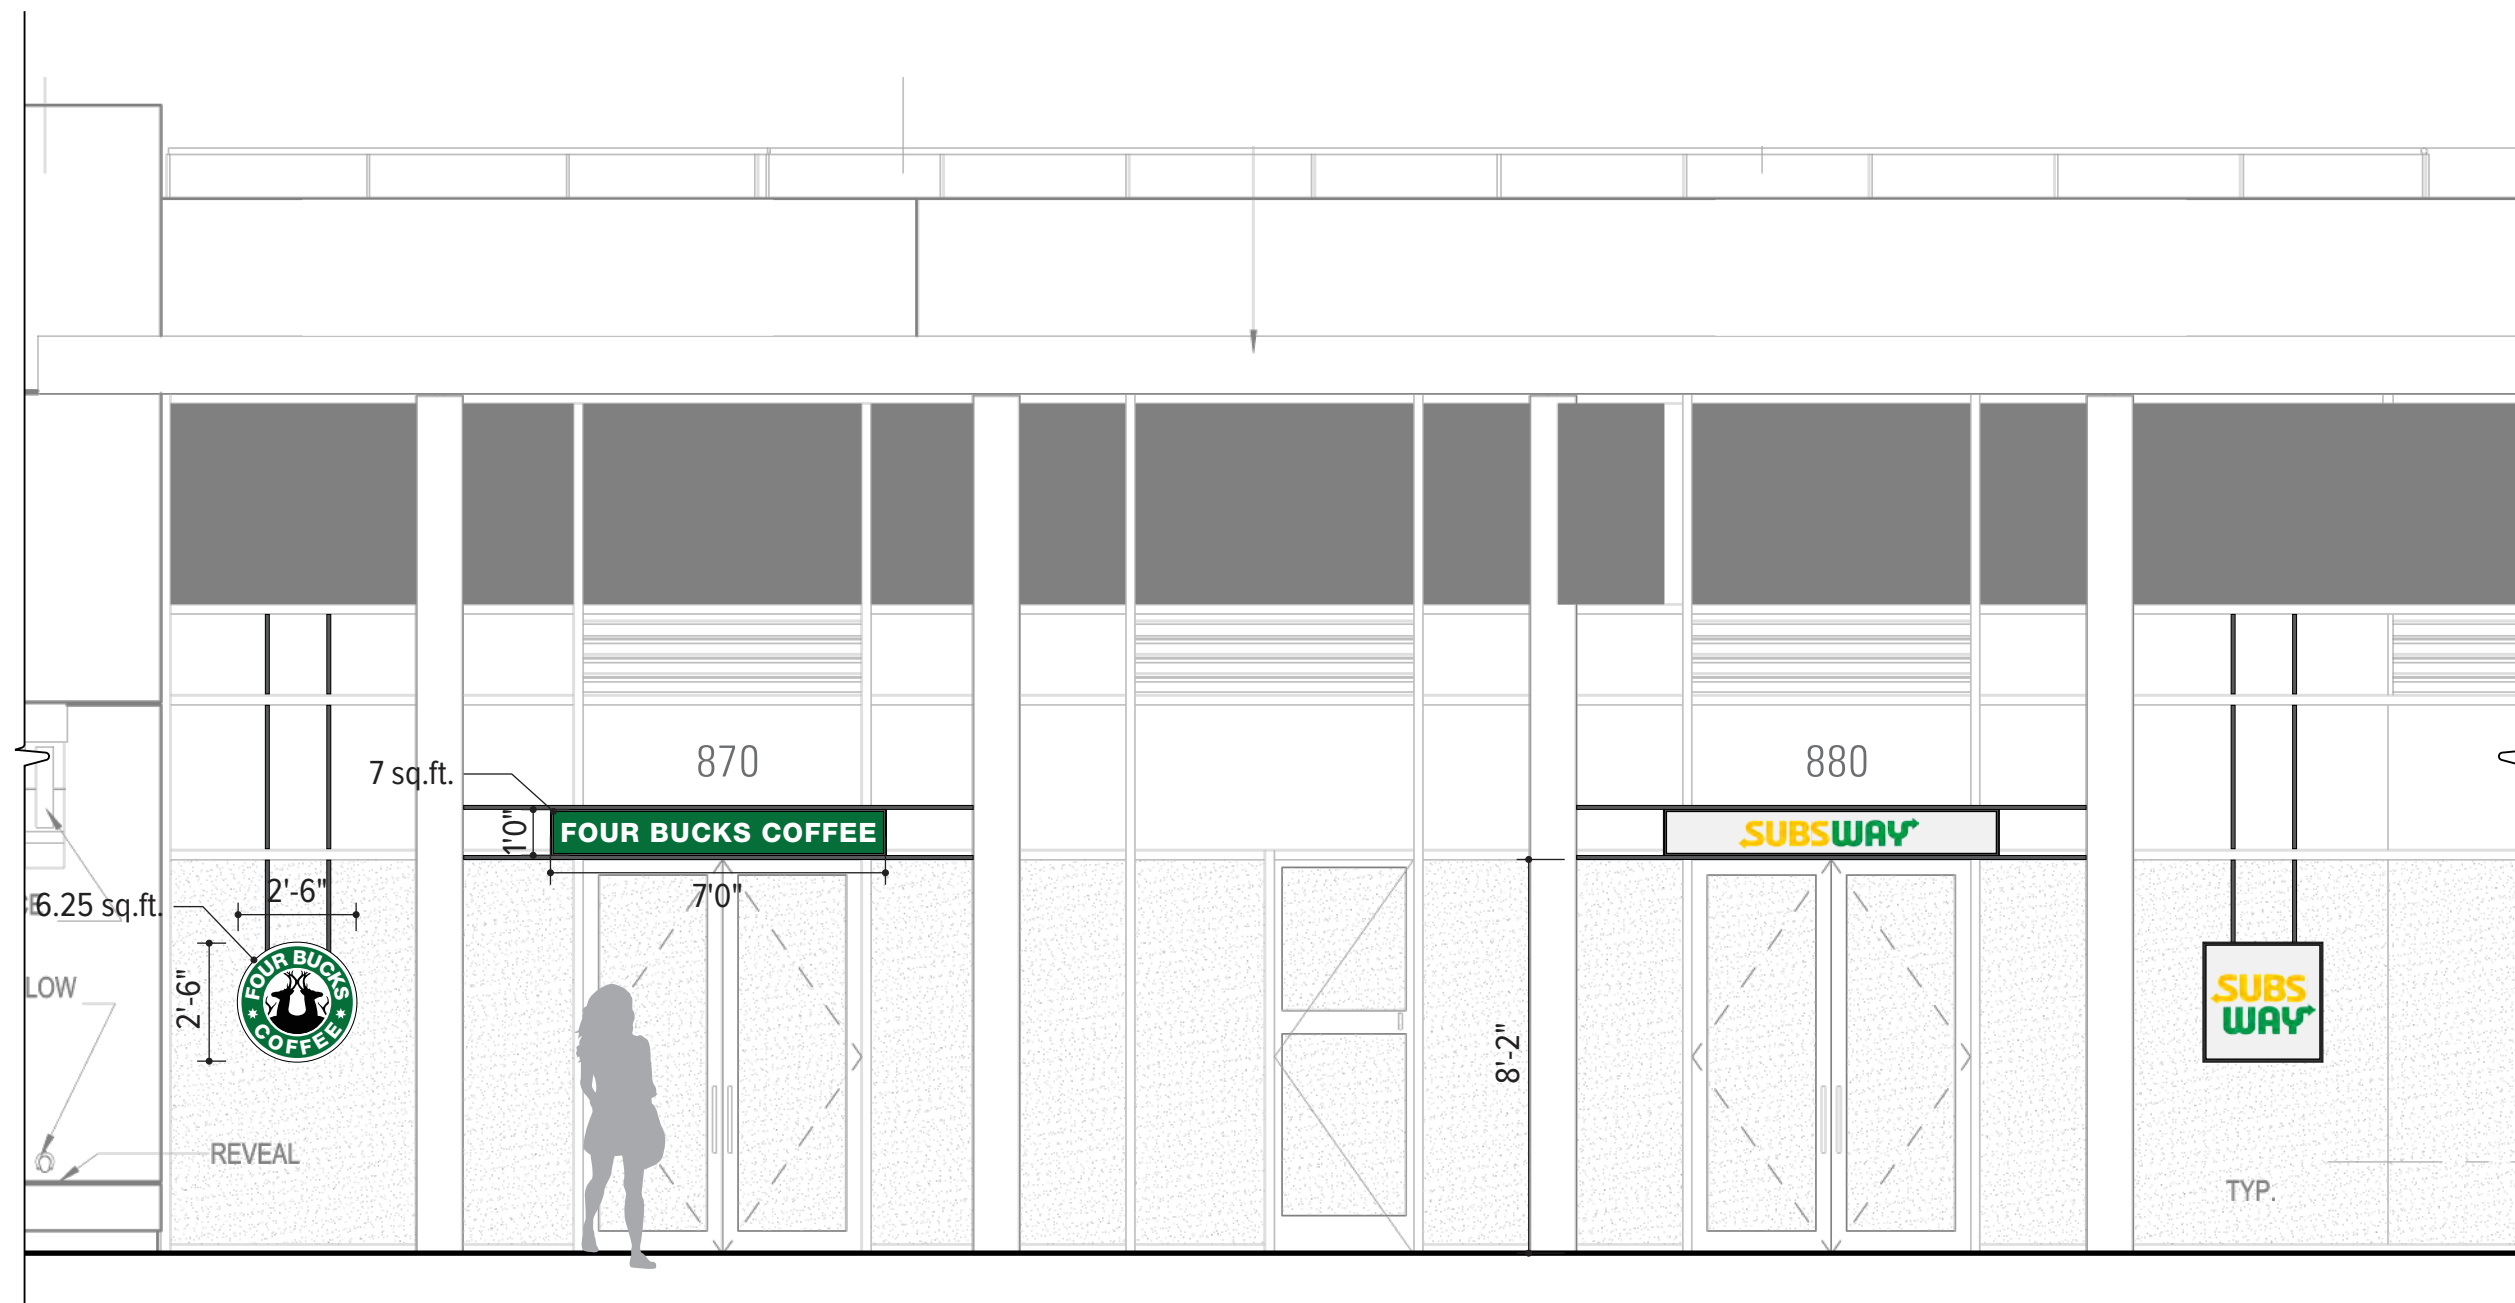 870
880
7 sq.ft.
1'0"
FOUR BUCKS COFFEE
SUBSWAY
7'0"
2'-6"
6.25 sq.ft.
2'-6"
FOUR BUCKS
COFFEE
SUBS
WAY
LOW
8'-2"
REVEAL
TYP.